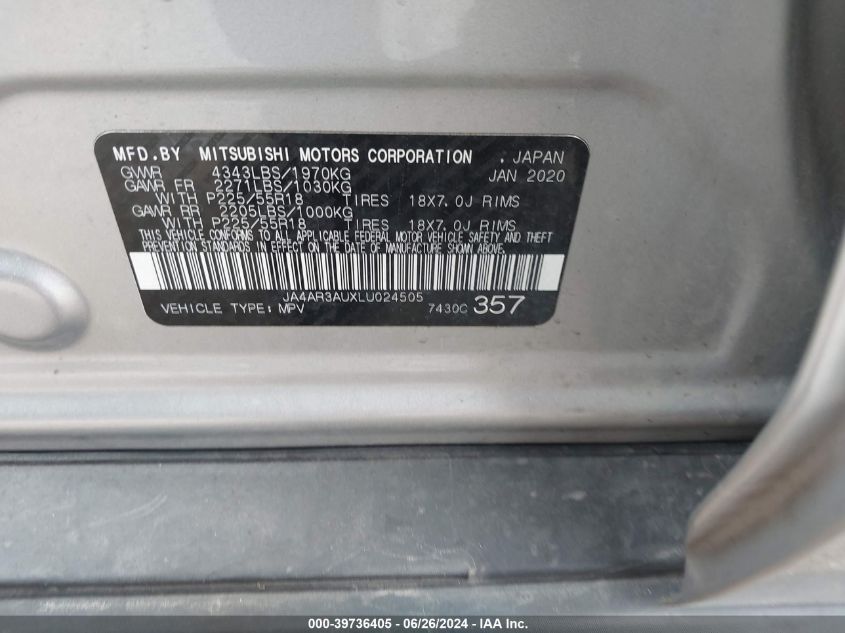 MFD.BY MITSUBISHI MOTORS CORPORATION . JAPAN
GVWR 4343LBS/1970KG JAN 2020
GAWR FR 2271LBS/1030KG
WITH P225/55R18 TIRES 18X7.0J RIMS
GAWR RR 2205LBS/1000KG
WITH P225/55R18 TIRES 18X7.0J RIMS
THIS VEHICLE CONFORMS TO ALL APPLICABLE FEDERAL MOTOR VEHICLE SAFETY AND THEFT
PREVENTION STANDARDS IN EFFECT ON THE DATE OF MANUFACTURE SHOWN ABOVE.
JA4AR3AUXLU024505
VEHICLE TYPE: MPV 7430C 357
000-39736405 - 06/26/2024 - IAA Inc.